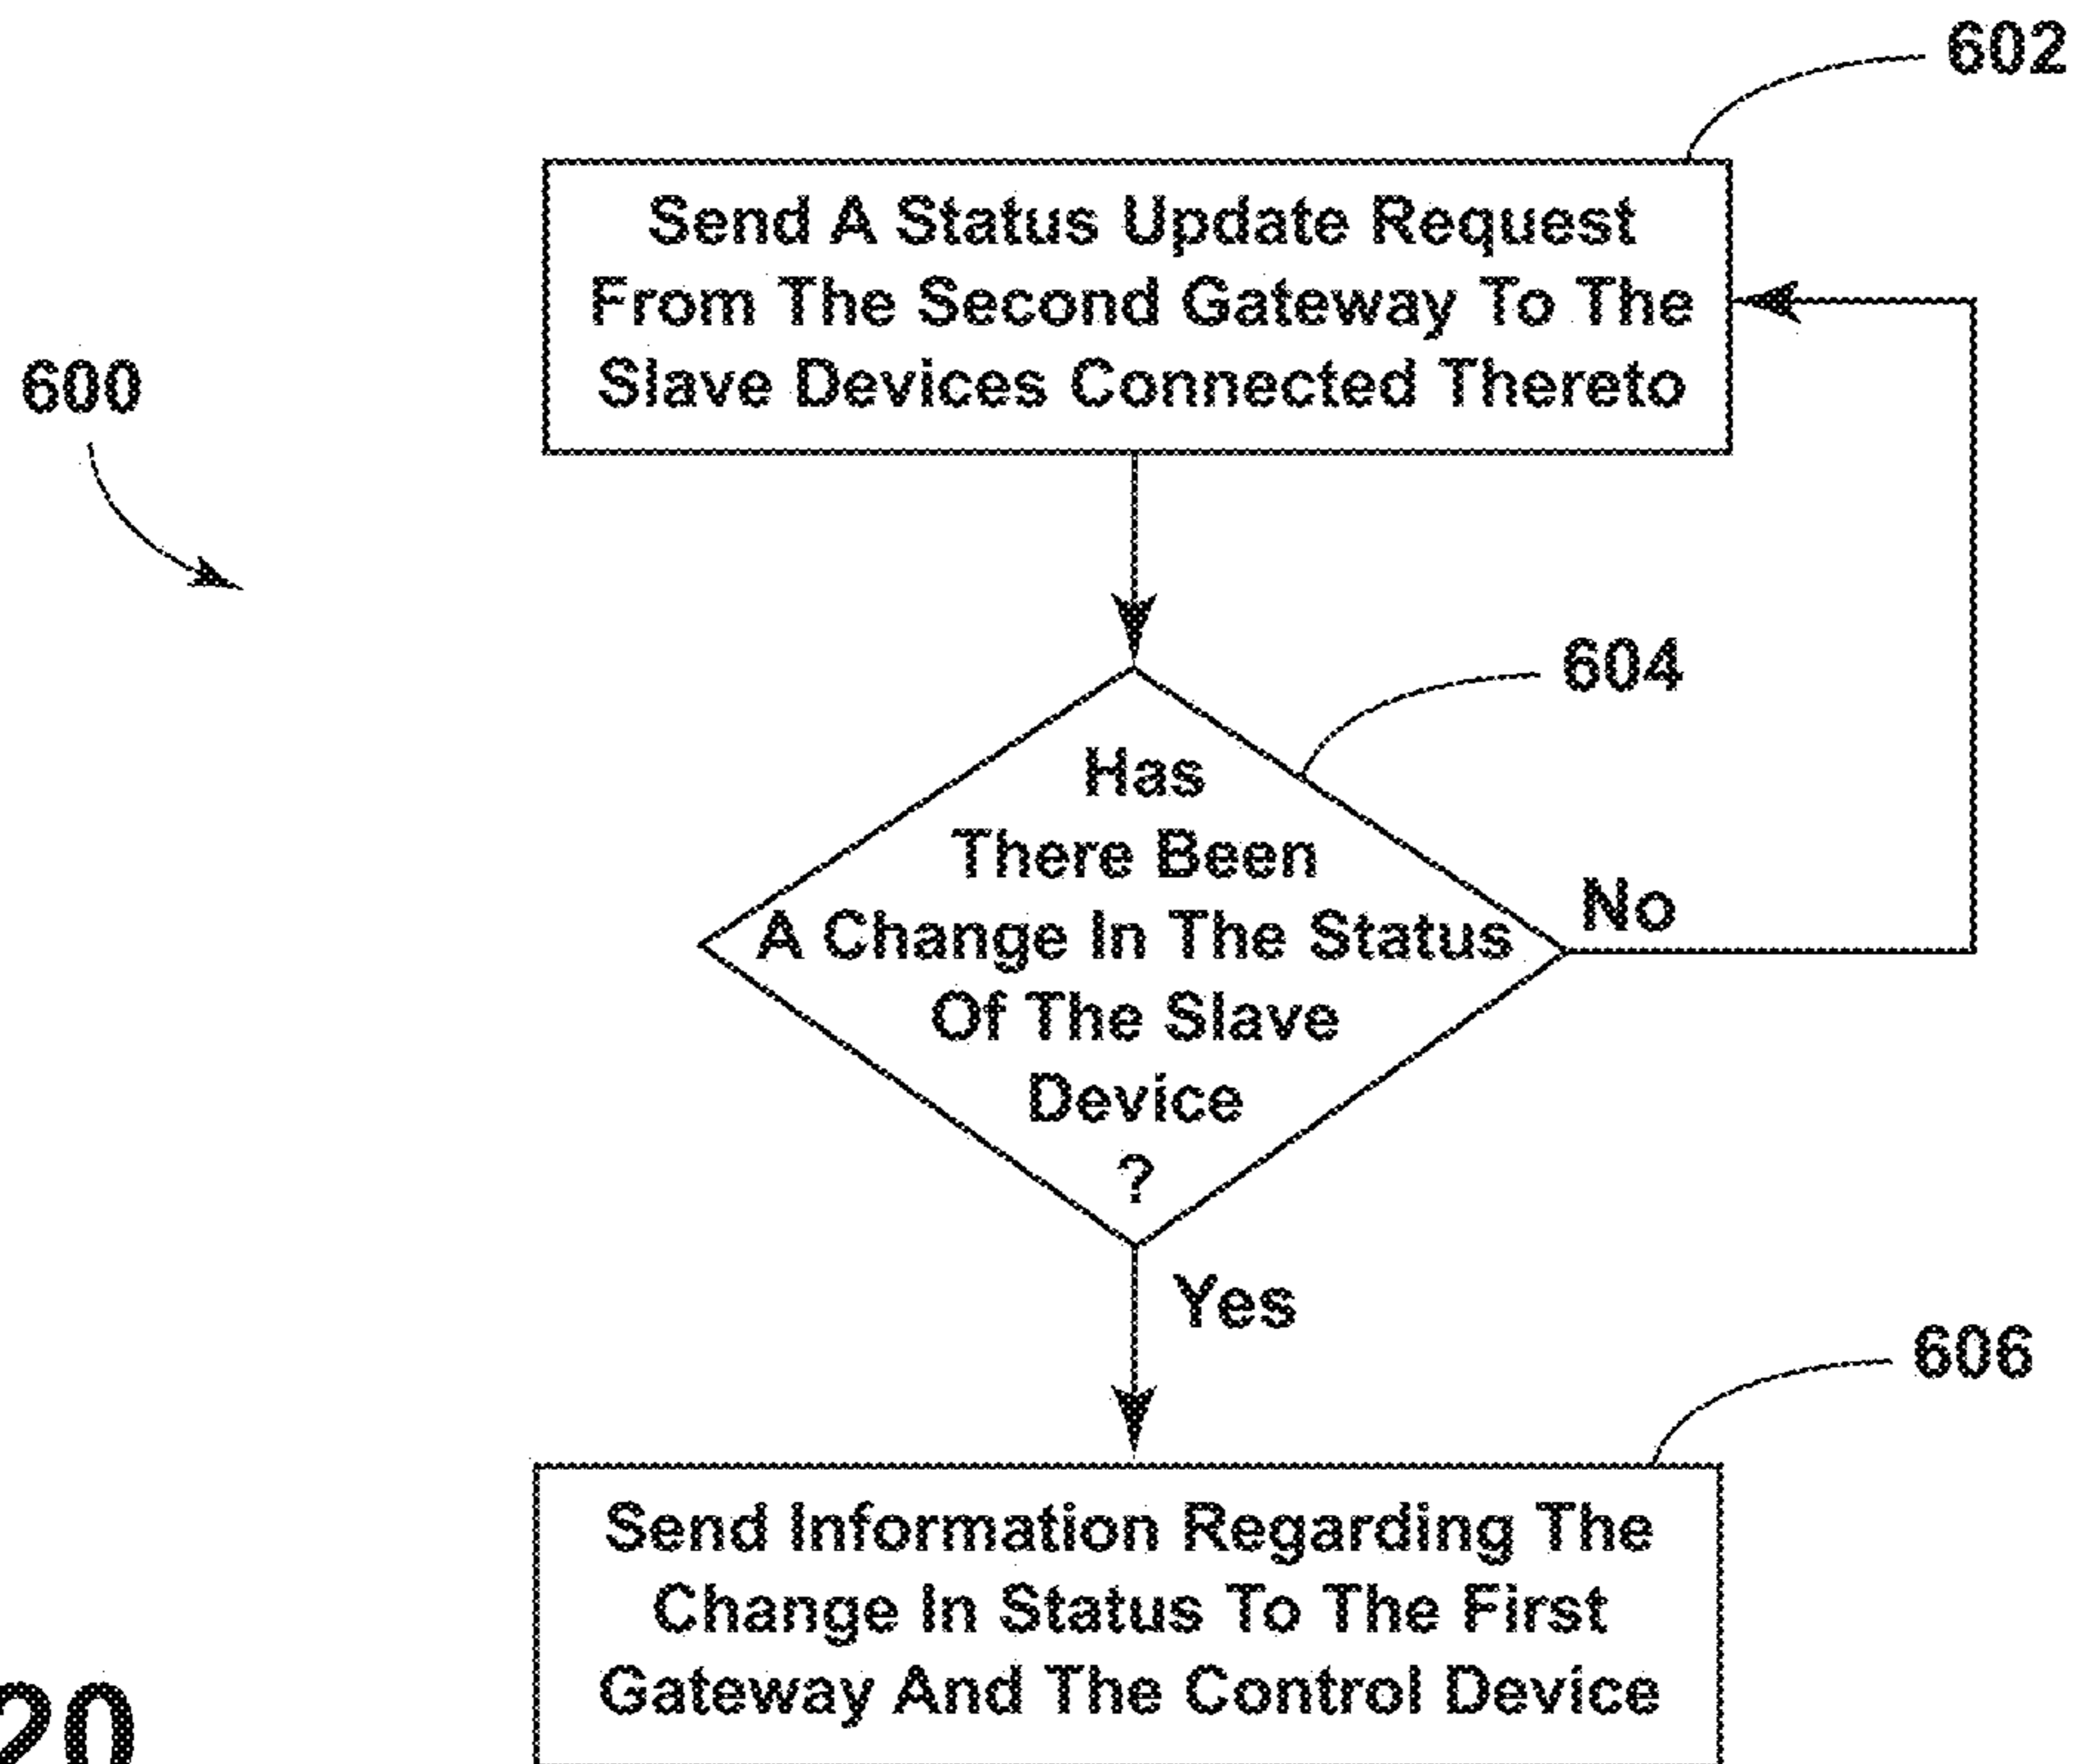 602
Send A Status Update Request
From The Second Gateway To The
Slave Devices Connected Thereto
600
604
Has
There Been
A Change In The Status
Of The Slave
Device
?
No
Yes
606
Send Information Regarding The
Change In Status To The First
Gateway And The Control Device
20